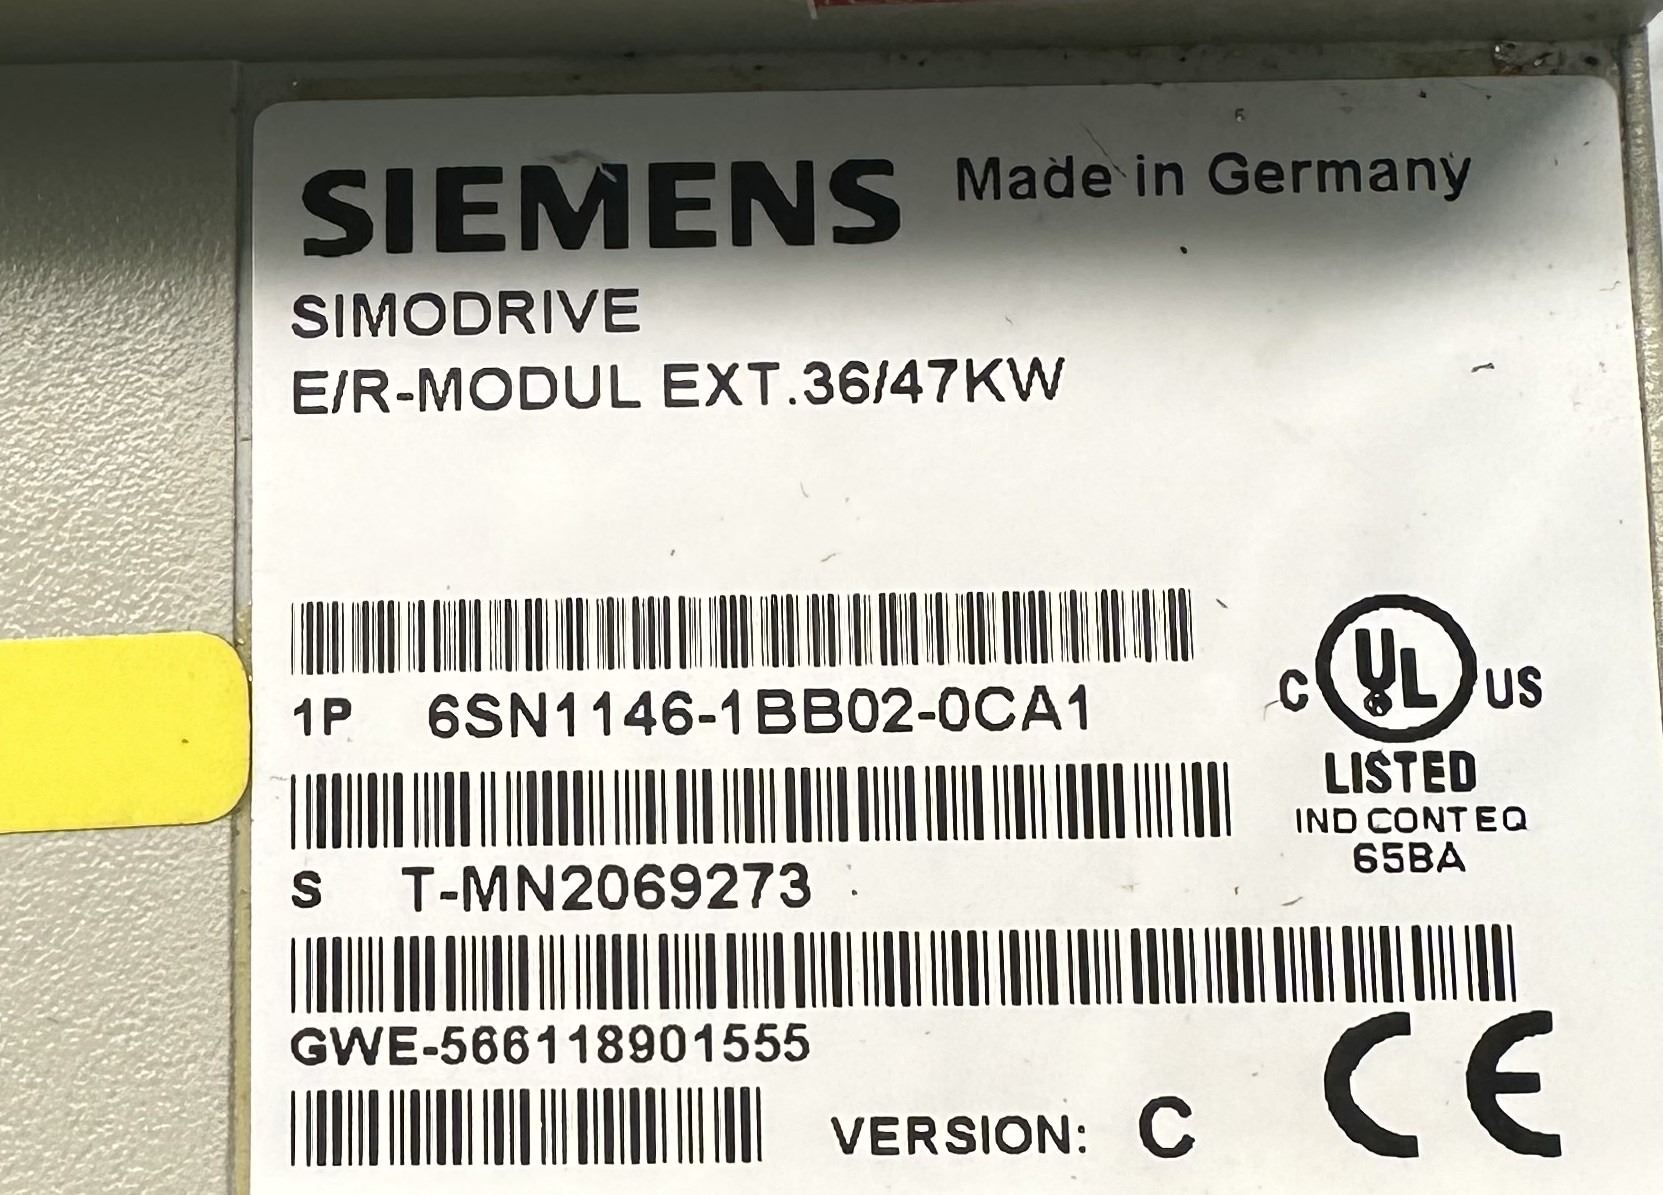 SIEMENS Made in Germany
SIMODRIVE
E/R-MODUL EXT.36/47KW
1P 6SN1146-1BB02-0CA1
C UL US
LISTED
IND CONT EQ
65BA
S T-MN2069273
GWE-566118901555
VERSION: C
CE